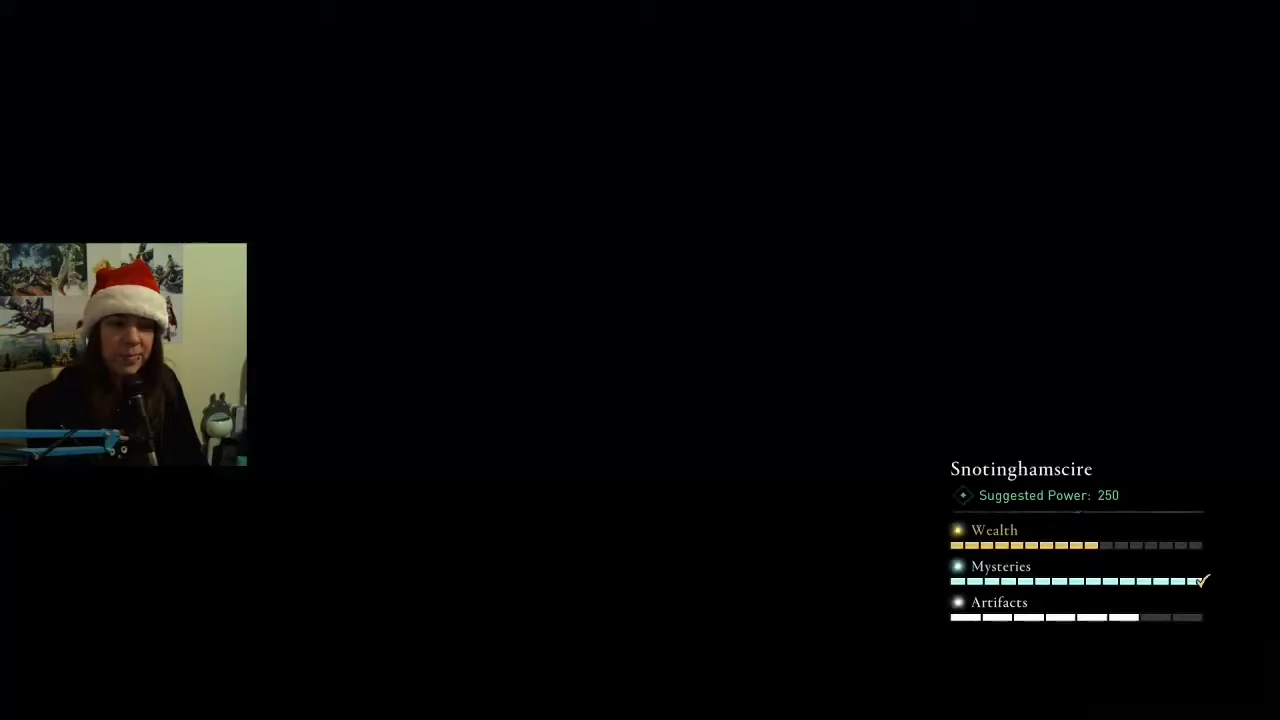 Snotinghamscire
Suggested Power: 250
Wealth
Mysteries
Artifacts